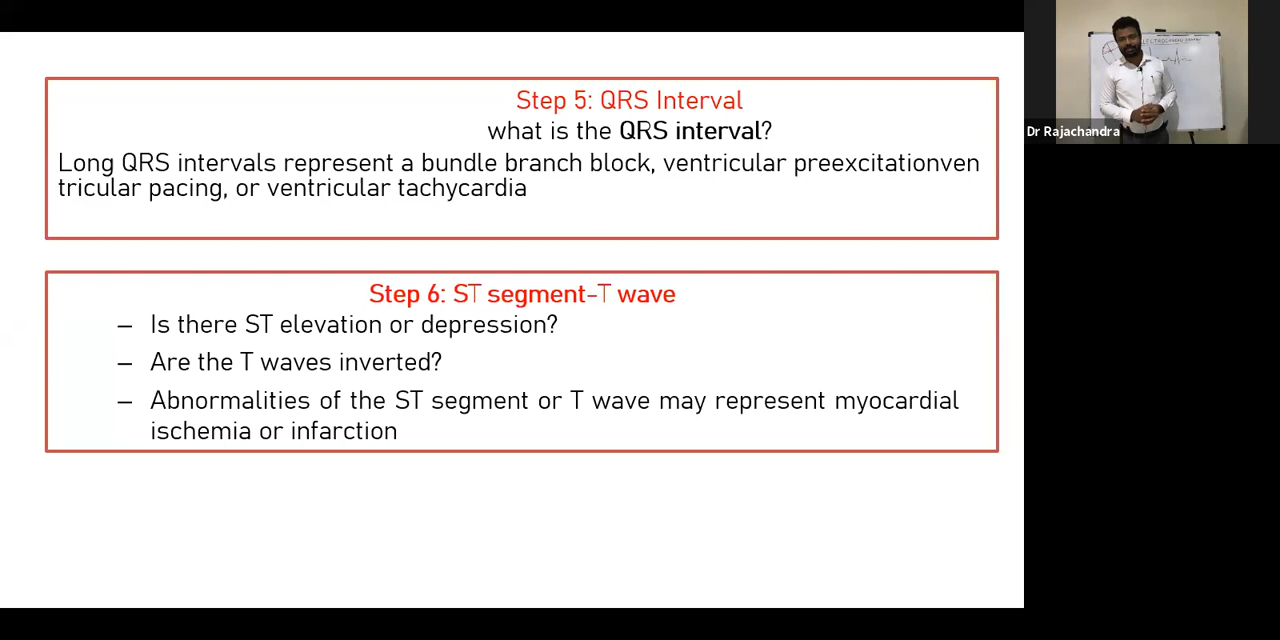 Step 5: QRS Interval
what is the QRS interval?
Long QRS intervals represent a bundle branch block, ventricular preexcitationven
tricular pacing, or ventricular tachycardia
Step 6: ST segment-T wave
– Is there ST elevation or depression?
– Are the T waves inverted?
– Abnormalities of the ST segment or T wave may represent myocardial
ischemia or infarction
Dr Rajachandra